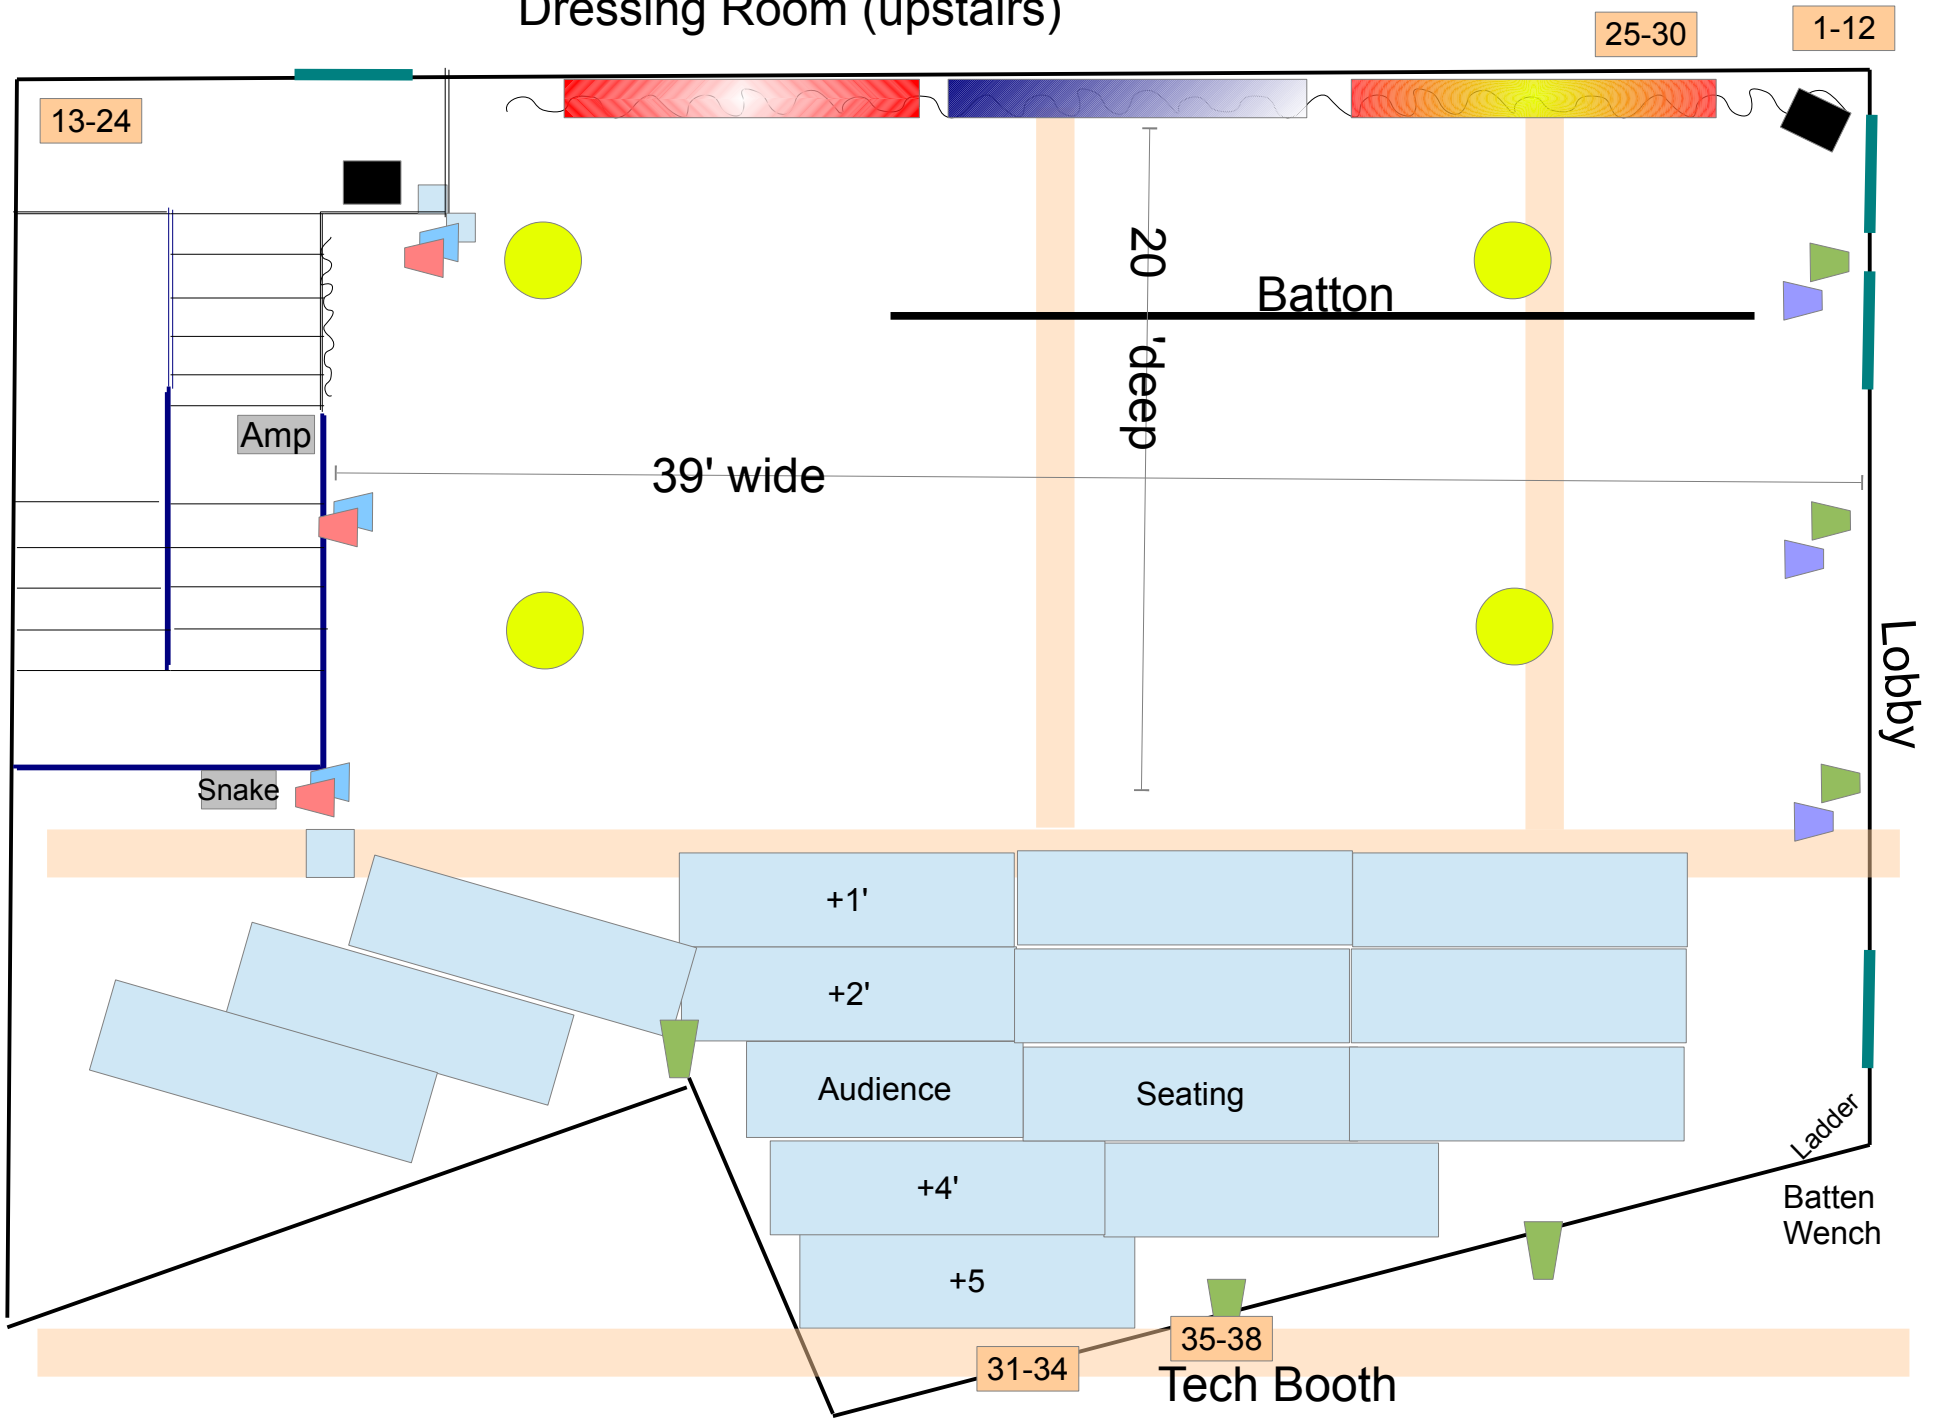 Dressing Room (upstairs)
25-30
1-12
13-24
20 'deep
Batton
Amp
39' wide
Lobby
Snake
+1'
+2'
Audience
Seating
Ladder
+4'
Batten
Wench
+5
35-38
31-34
Tech Booth